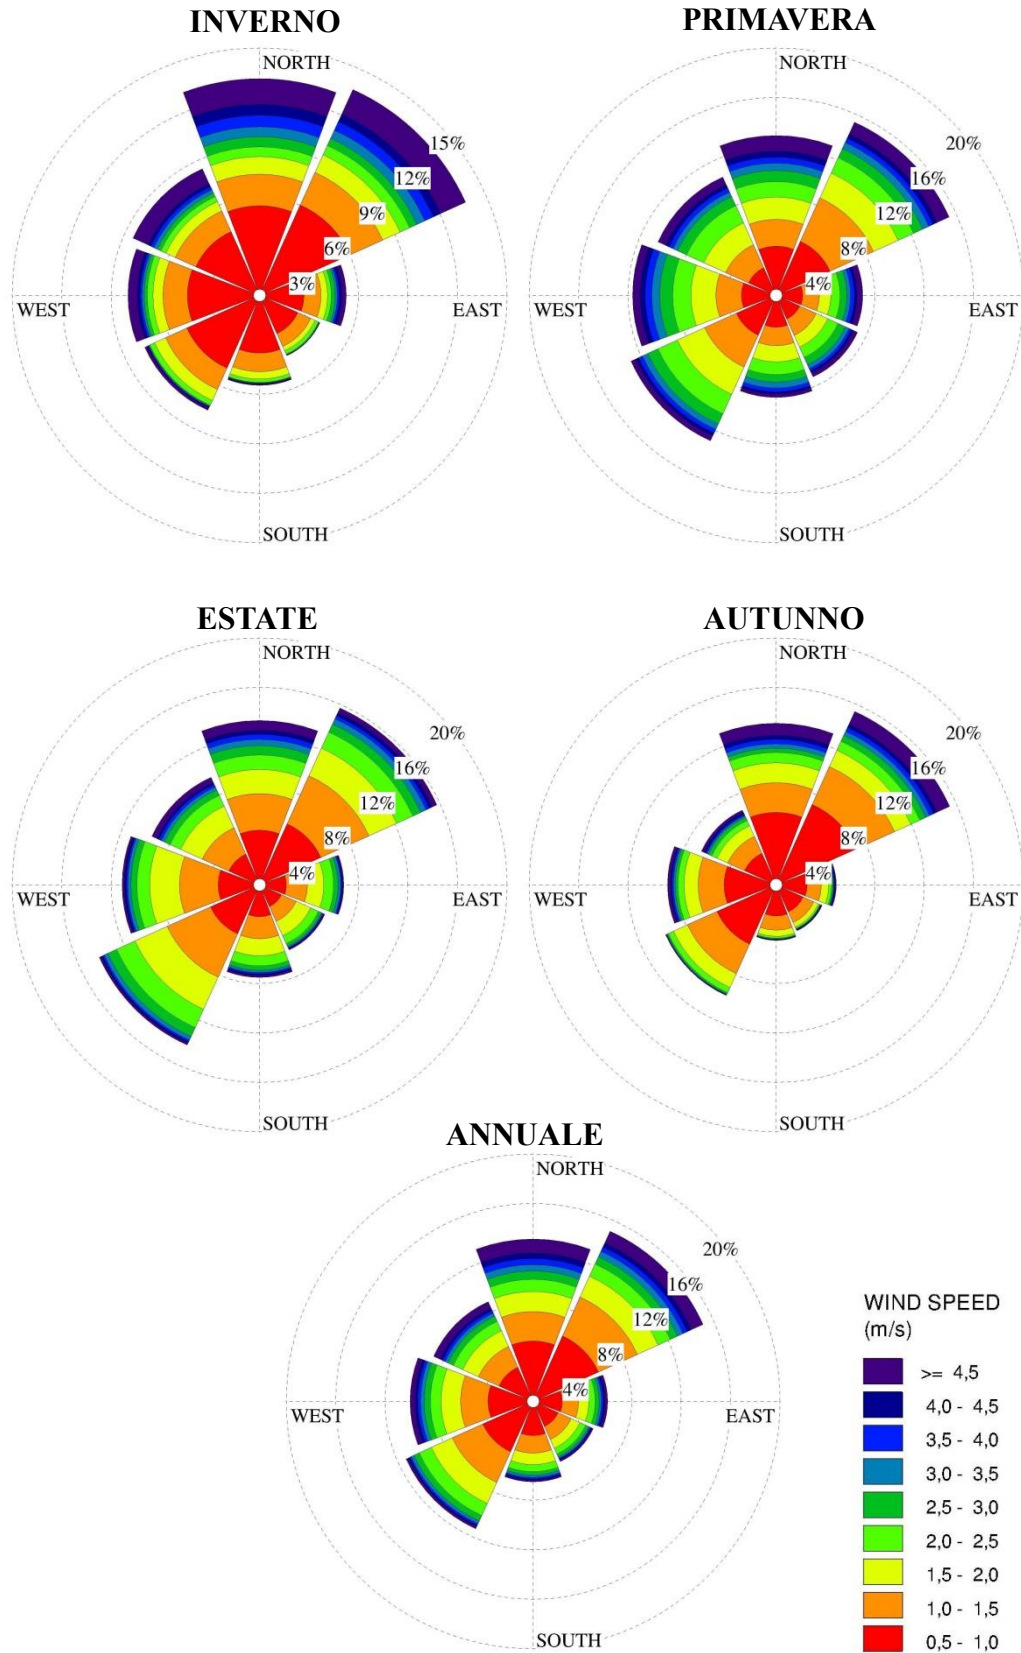 INVERNO
NORTH
15%
12%
9%
6%
3%
WEST
EAST
SOUTH
PRIMAVERA
NORTH
20%
16%
12%
8%
4%
WEST
EAST
SOUTH
ESTATE
NORTH
20%
16%
12%
8%
4%
WEST
EAST
SOUTH
AUTUNNO
NORTH
20%
16%
12%
8%
4%
WEST
EAST
SOUTH
ANNUALE
NORTH
20%
16%
12%
8%
4%
WEST
EAST
SOUTH
WIND SPEED
(m/s)
>= 4,5
4,0 - 4,5
3,5 - 4,0
3,0 - 3,5
2,5 - 3,0
2,0 - 2,5
1,5 - 2,0
1,0 - 1,5
0,5 - 1,0